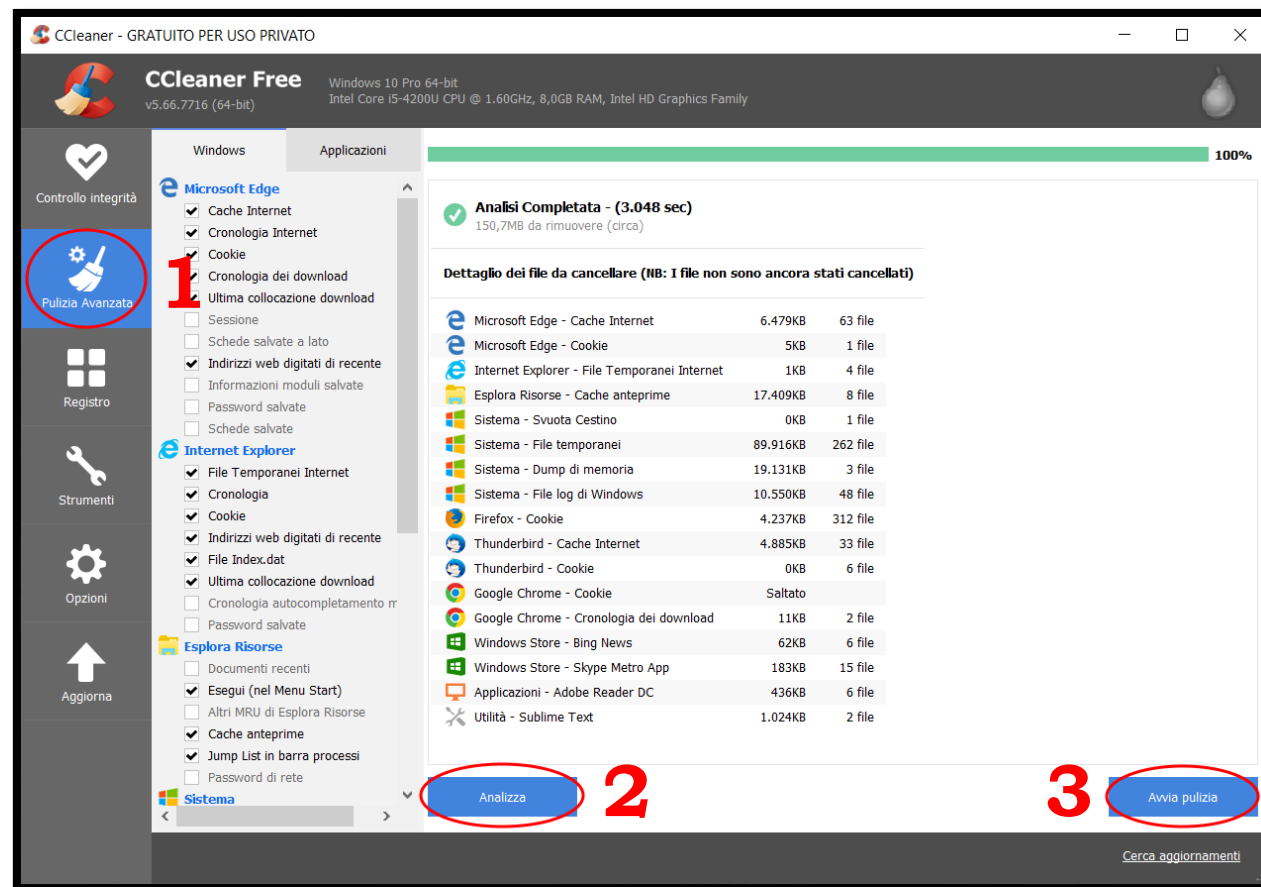 CCleaner - GRATUITO PER USO PRIVATO
CCleaner Free
v5.66.7716 (64-bit)
Windows 10 Pro 64-bit
Intel Core i5-4200U CPU @ 1.60GHz, 8,0GB RAM, Intel HD Graphics Family
Controllo integrità
Pulizia Avanzata
1
Registro
Strumenti
Opzioni
Aggiorna
Windows
Applicazioni
Microsoft Edge
Cache Internet
Cronologia Internet
Cookie
Cronologia dei download
Ultima collocazione download
Sessione
Schede salvate a lato
Indirizzi web digitati di recente
Informazioni moduli salvate
Password salvate
Schede salvate
Internet Explorer
File Temporanei Internet
Cronologia
Cookie
Indirizzi web digitati di recente
File Index.dat
Ultima collocazione download
Cronologia autocompletamento m
Password salvate
Esplora Risorse
Documenti recenti
Esegui (nel Menu Start)
Altri MRU di Esplora Risorse
Cache anteprime
Jump List in barra processi
Password di rete
Sistema
100%
Analisi Completata - (3.048 sec)
150,7MB da rimuovere (circa)
Dettaglio dei file da cancellare (NB: I file non sono ancora stati cancellati)
Microsoft Edge - Cache Internet 6.479KB 63 file
Microsoft Edge - Cookie 5KB 1 file
Internet Explorer - File Temporanei Internet 1KB 4 file
Esplora Risorse - Cache anteprime 17.409KB 8 file
Sistema - Svuota Cestino 0KB 1 file
Sistema - File temporanei 89.916KB 262 file
Sistema - Dump di memoria 19.131KB 3 file
Sistema - File log di Windows 10.550KB 48 file
Firefox - Cookie 4.237KB 312 file
Thunderbird - Cache Internet 4.885KB 33 file
Thunderbird - Cookie 0KB 6 file
Google Chrome - Cookie Saltato
Google Chrome - Cronologia dei download 11KB 2 file
Windows Store - Bing News 62KB 6 file
Windows Store - Skype Metro App 183KB 15 file
Applicazioni - Adobe Reader DC 436KB 6 file
Utilità - Sublime Text 1.024KB 2 file
Analizza
2
3
Avvia pulizia
Cerca aggiornamenti